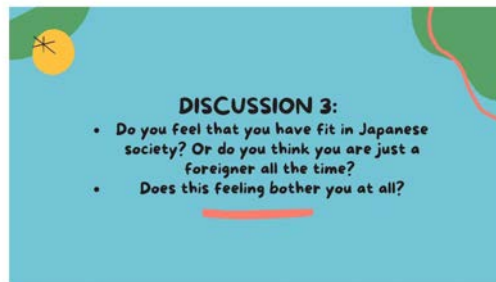 DISCUSSION 3:
• Do you feel that you have fit in Japanese
society? Or do you think you are just a
foreigner all the time?
• Does this feeling bother you at all?